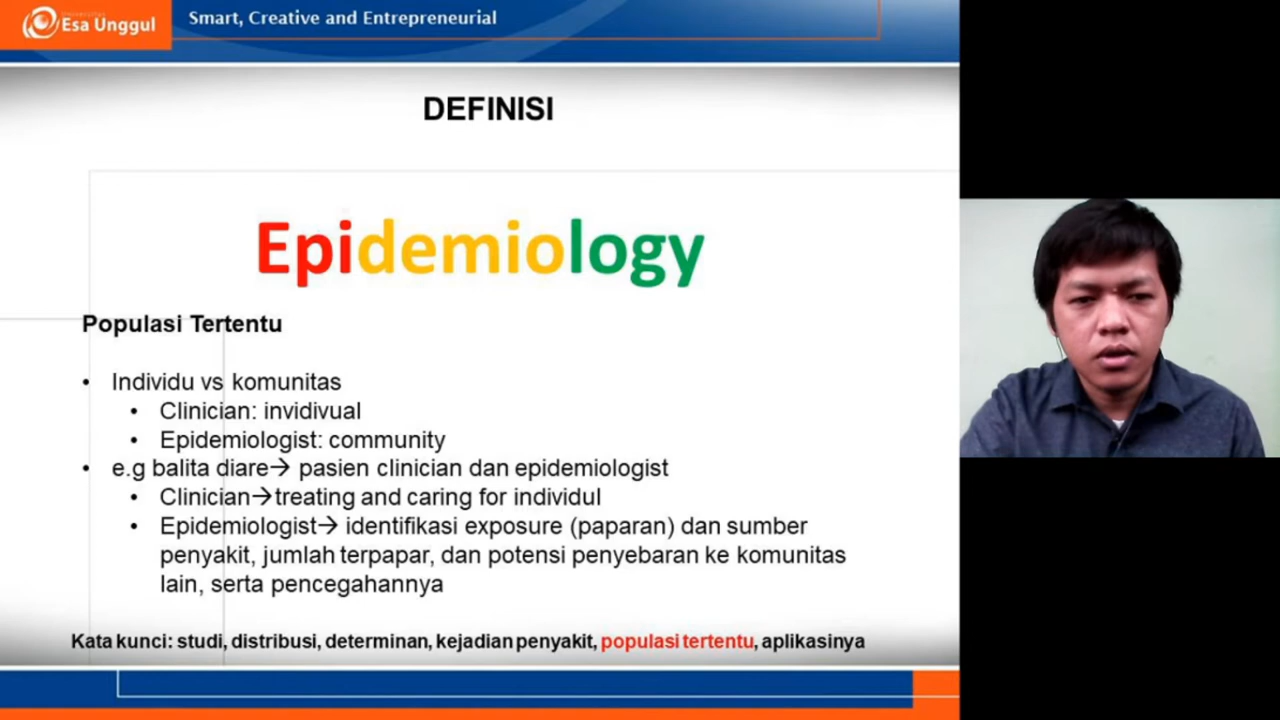 Esa Unggul
Smart, Creative and Entrepreneurial
DEFINISI
Epidemiology
Populasi Tertentu
• Individu vs komunitas
• Clinician: invidivual
• Epidemiologist: community
• e.g balita diare→ pasien clinician dan epidemiologist
• Clinician→treating and caring for individul
• Epidemiologist→ identifikasi exposure (paparan) dan sumber
penyakit, jumlah terpapar, dan potensi penyebaran ke komunitas
lain, serta pencegahannya
Kata kunci: studi, distribusi, determinan, kejadian penyakit, populasi tertentu, aplikasinya